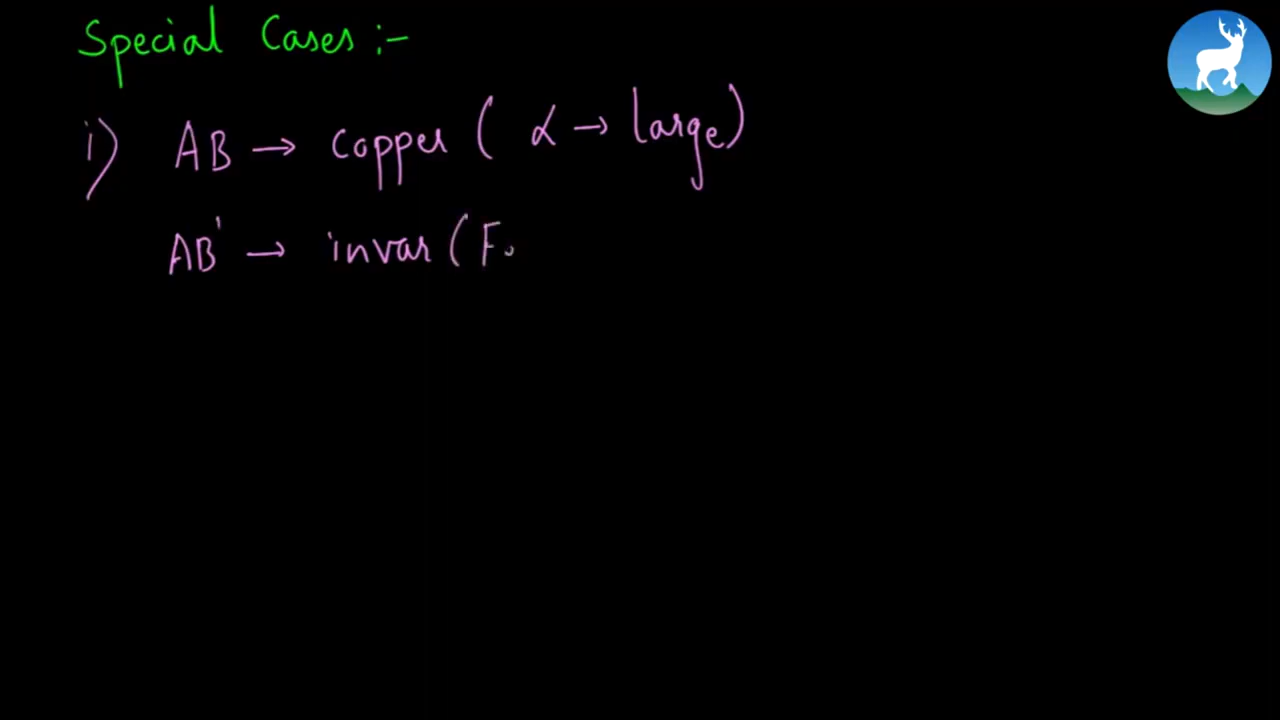 Special Cases :-
i) AB → copper ( α → large)
AB' → invar ( F